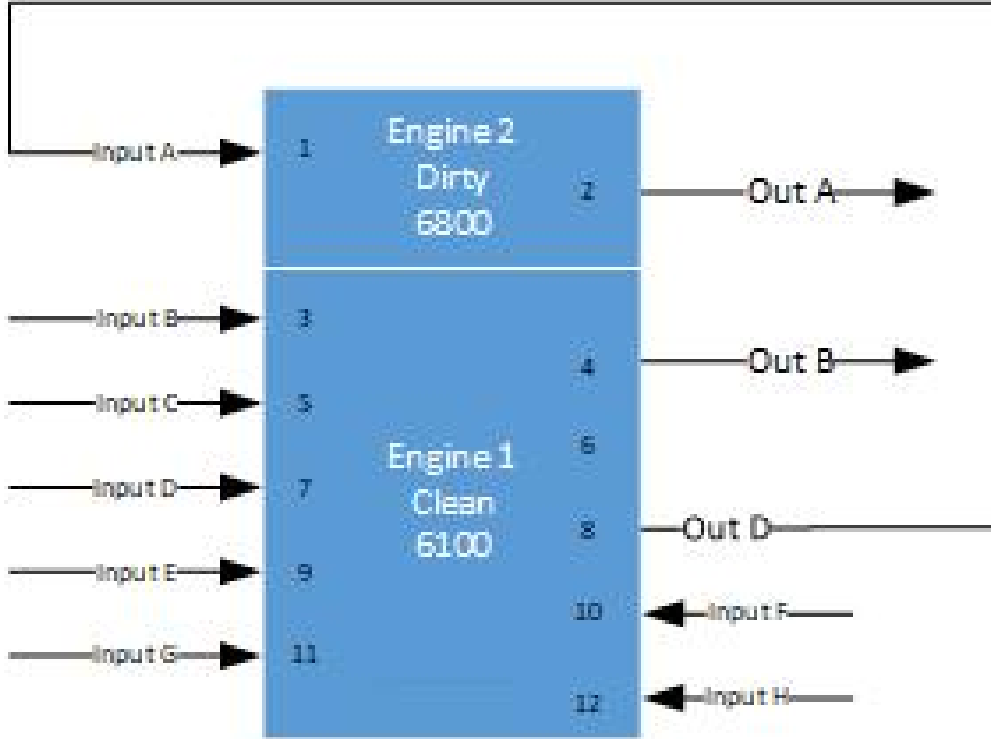 Engine 2
Dirty
6800
Input A
1
2
Out A
Input B
3
4
Out B
Input C
5
6
Engine 1
Clean
6100
Input D
7
8
Out D
Input E
9
10
Input F
Input G
11
12
Input H